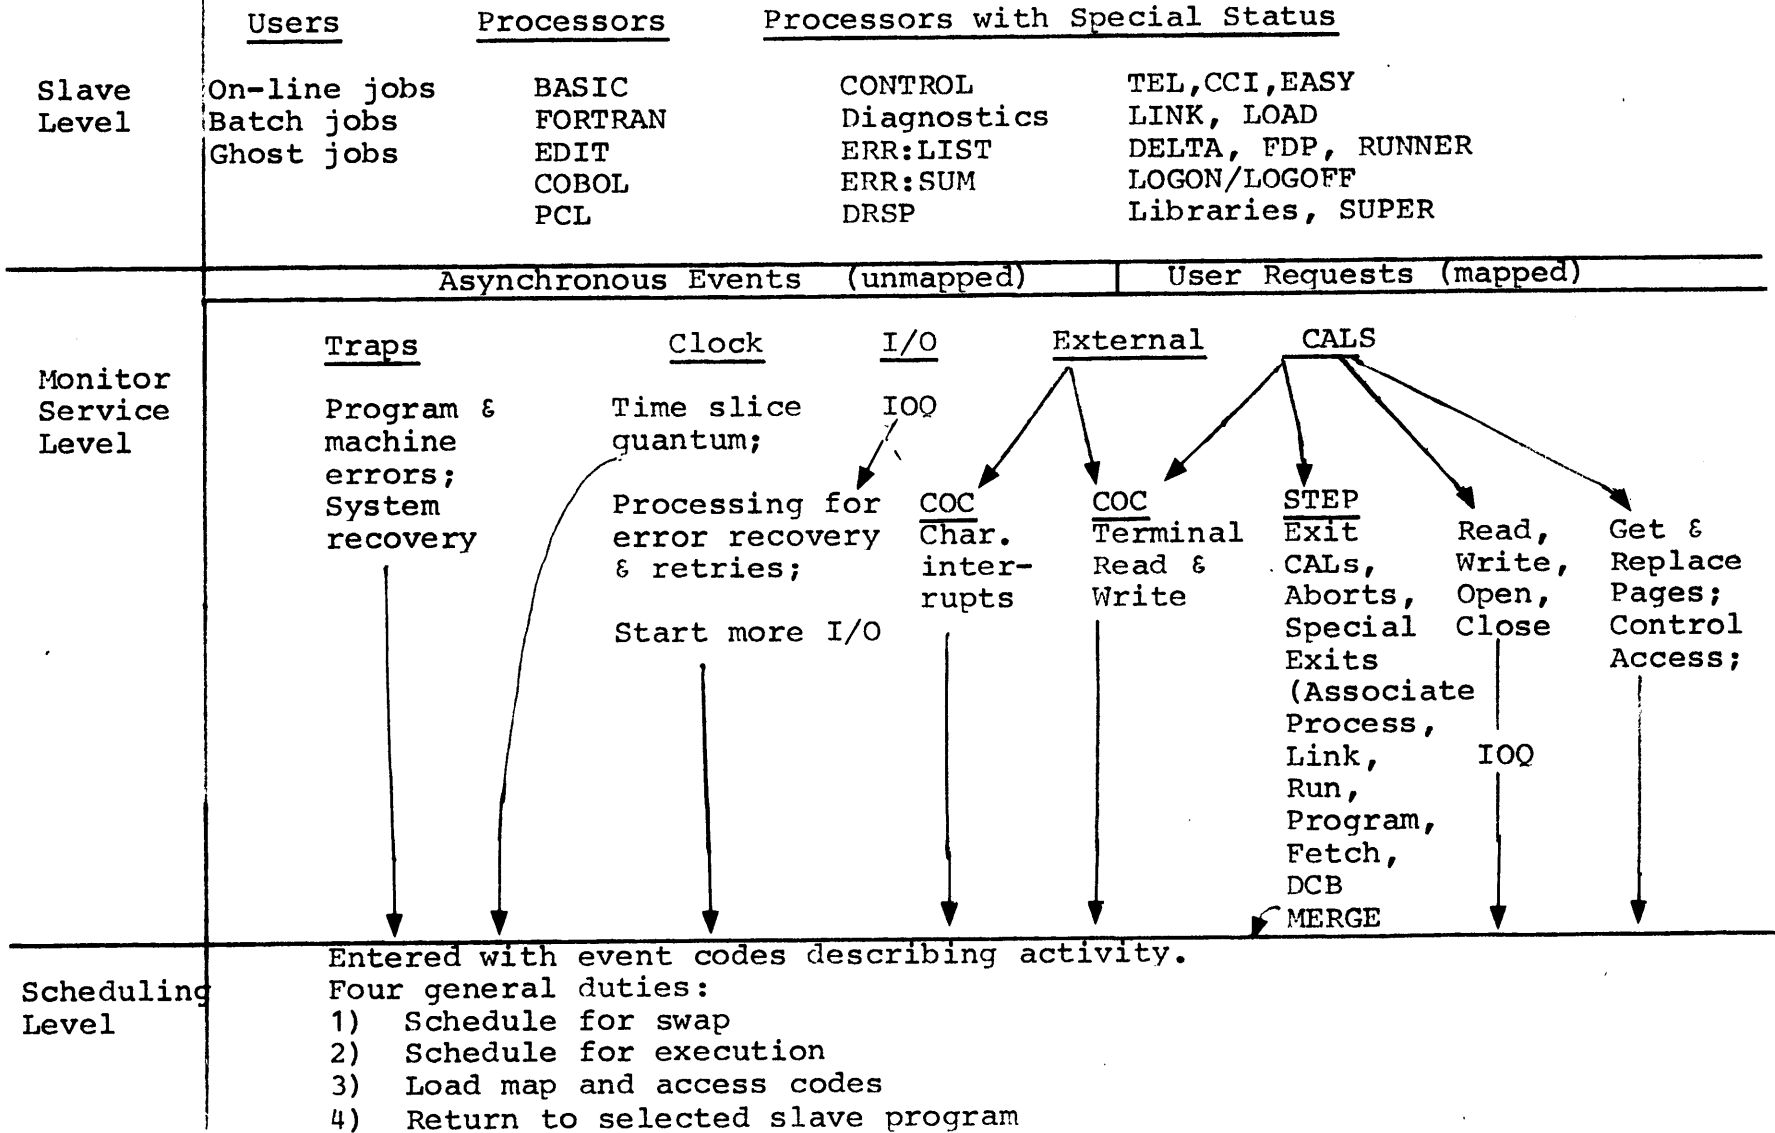 Users Processors Processors with Special Status
Slave Level
On-line jobs
Batch jobs
Ghost jobs
BASIC
FORTRAN
EDIT
COBOL
PCL
CONTROL
Diagnostics
ERR:LIST
ERR:SUM
DRSP
TEL,CCI,EASY
LINK, LOAD
DELTA, FDP, RUNNER
LOGON/LOGOFF
Libraries, SUPER
Asynchronous Events (unmapped) User Requests (mapped)
Monitor
Service
Level
Traps
Program &
machine
errors;
System
recovery
Clock
Time slice
quantum;
Processing for
error recovery
& retries;
Start more I/O
I/O
IOQ
External
COC
Char.
inter-
rupts
COC
Terminal
Read &
Write
CALS
STEP
Exit
CALs,
Aborts,
Special
Exits
(Associate
Process,
Link,
Run,
Program,
Fetch,
DCB
MERGE
Read,
Write,
Open,
Close
IOQ
Get &
Replace
Pages;
Control
Access;
Scheduling
Level
Entered with event codes describing activity.
Four general duties:
1) Schedule for swap
2) Schedule for execution
3) Load map and access codes
4) Return to selected slave program